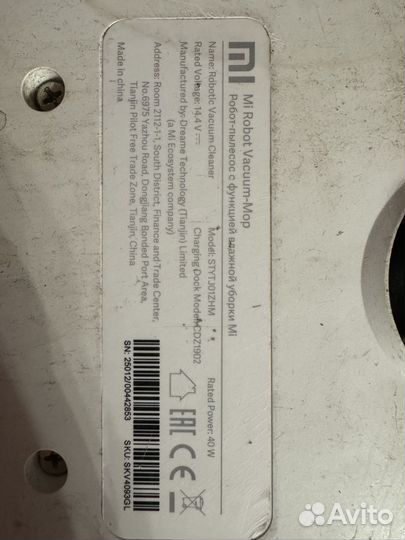 mi
Mi Robot Vacuum-Mop
Робот-пылесос с функцией влажной уборки Mi
Name: Robotic Vacuum Cleaner
Model: STYTJ01ZHM
Rated Voltage: 14.4 V
Charging Dock Model: CDZ1902
Rated Power: 40 W
Manufactured by: Dreame Technology (Tianjin) Limited
(a Mi Ecosystem company)
Address: Room 2112-1-1, South District, Finance and Trade Center,
No.6975 Yazhou Road, Dongjiang Bonded Port Area,
Tianjin Pilot Free Trade Zone, Tianjin, China
Made in China
EAC CE
SN: 25012/00442853
SKU: SKV4093GL
Avito